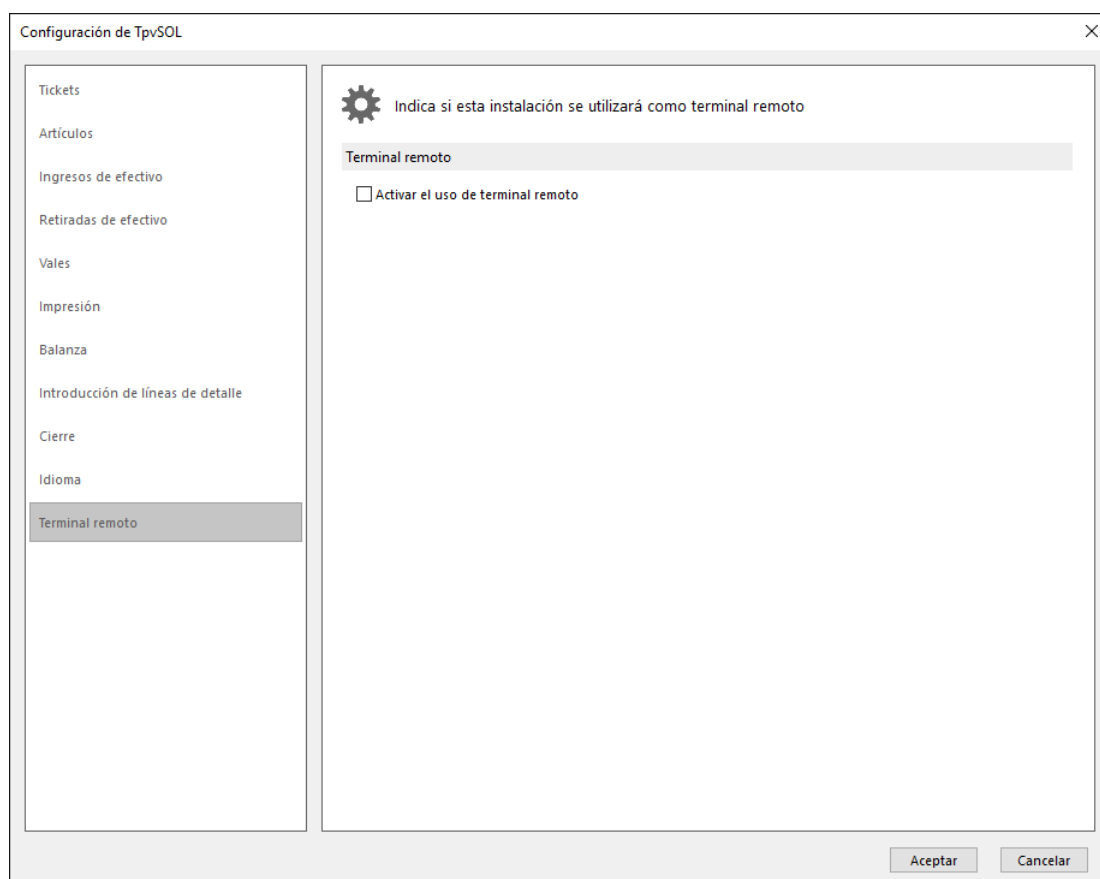 Configuración de TpvSOL
Tickets
Artículos
Ingresos de efectivo
Retiradas de efectivo
Vales
Impresión
Balanza
Introducción de líneas de detalle
Cierre
Idioma
Terminal remoto
Indica si esta instalación se utilizará como terminal remoto
Terminal remoto
Activar el uso de terminal remoto
Aceptar
Cancelar